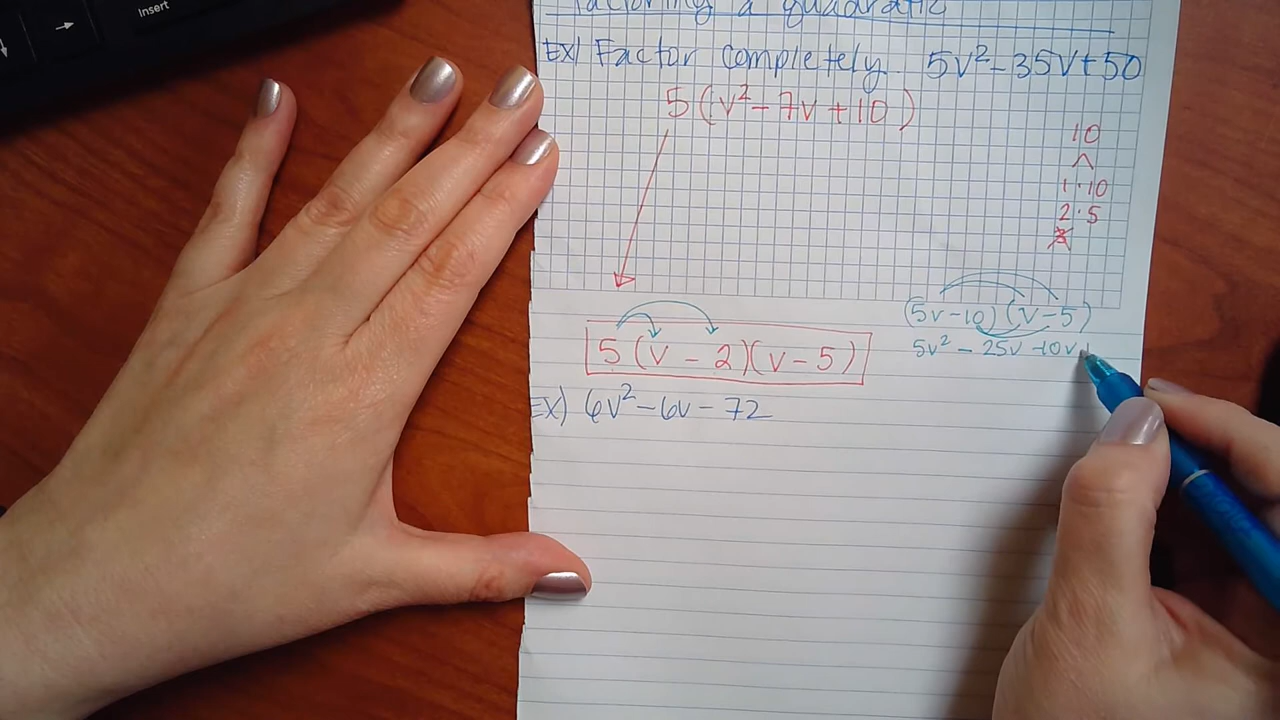 Insert
Factoring a quadratic
EX) Factor completely 5v²-35v+50
5(v²-7v+10)
10
1·10
2·5
(5v-10)(v-5)
5v²-25v-10v
5(v-2)(v-5)
EX) 6v²-6v-72